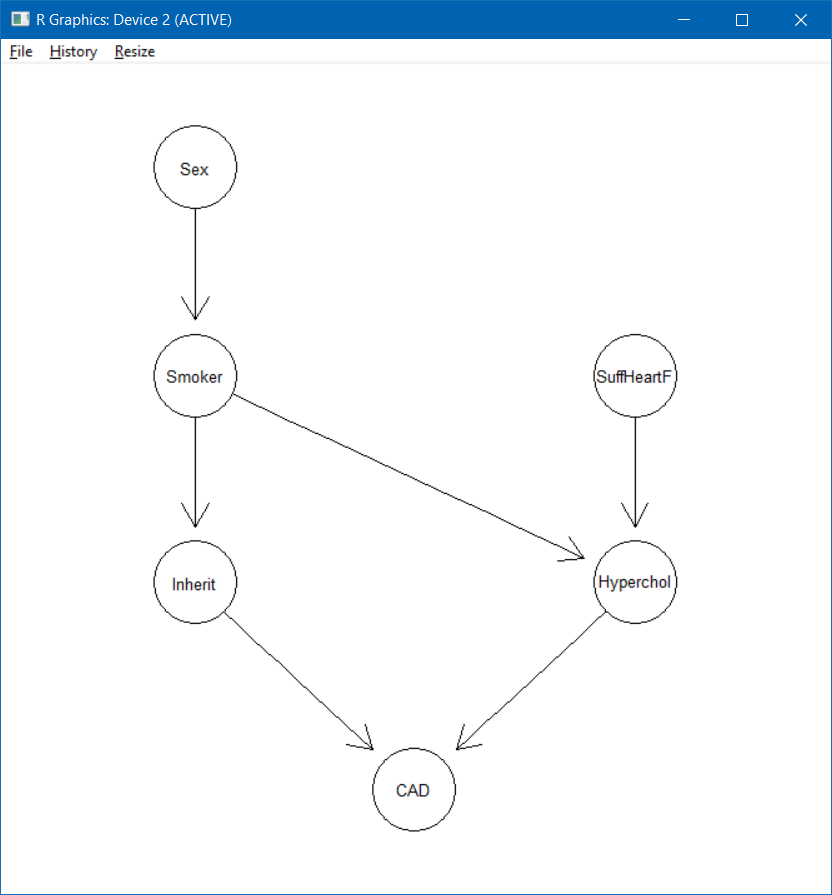 R Graphics: Device 2 (ACTIVE)
File History Resize
Sex
Smoker
SuffHeartF
Inherit
Hyperchol
CAD